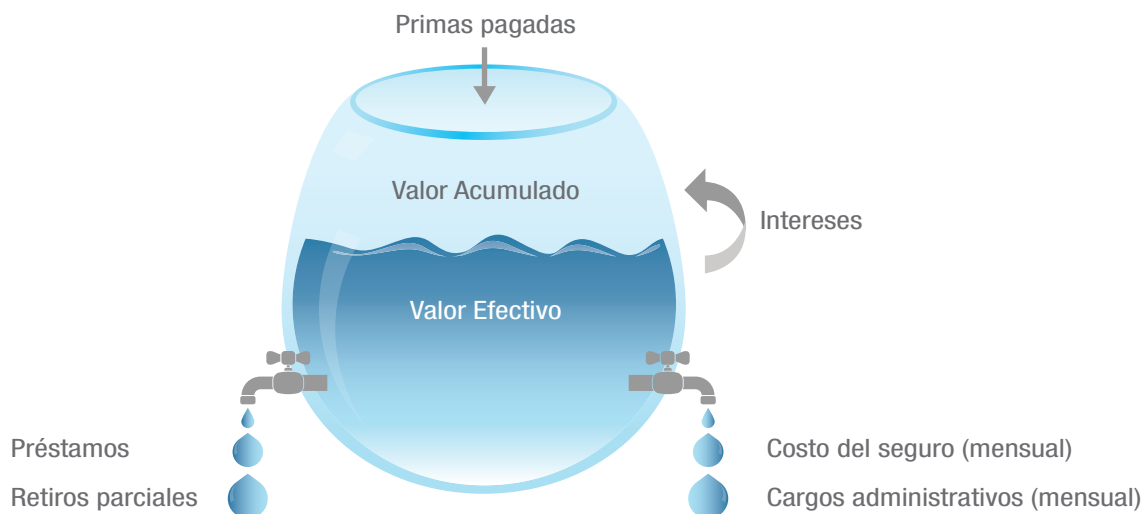 Primas pagadas
Valor Acumulado
Intereses
Valor Efectivo
Préstamos
Retiros parciales
Costo del seguro (mensual)
Cargos administrativos (mensual)